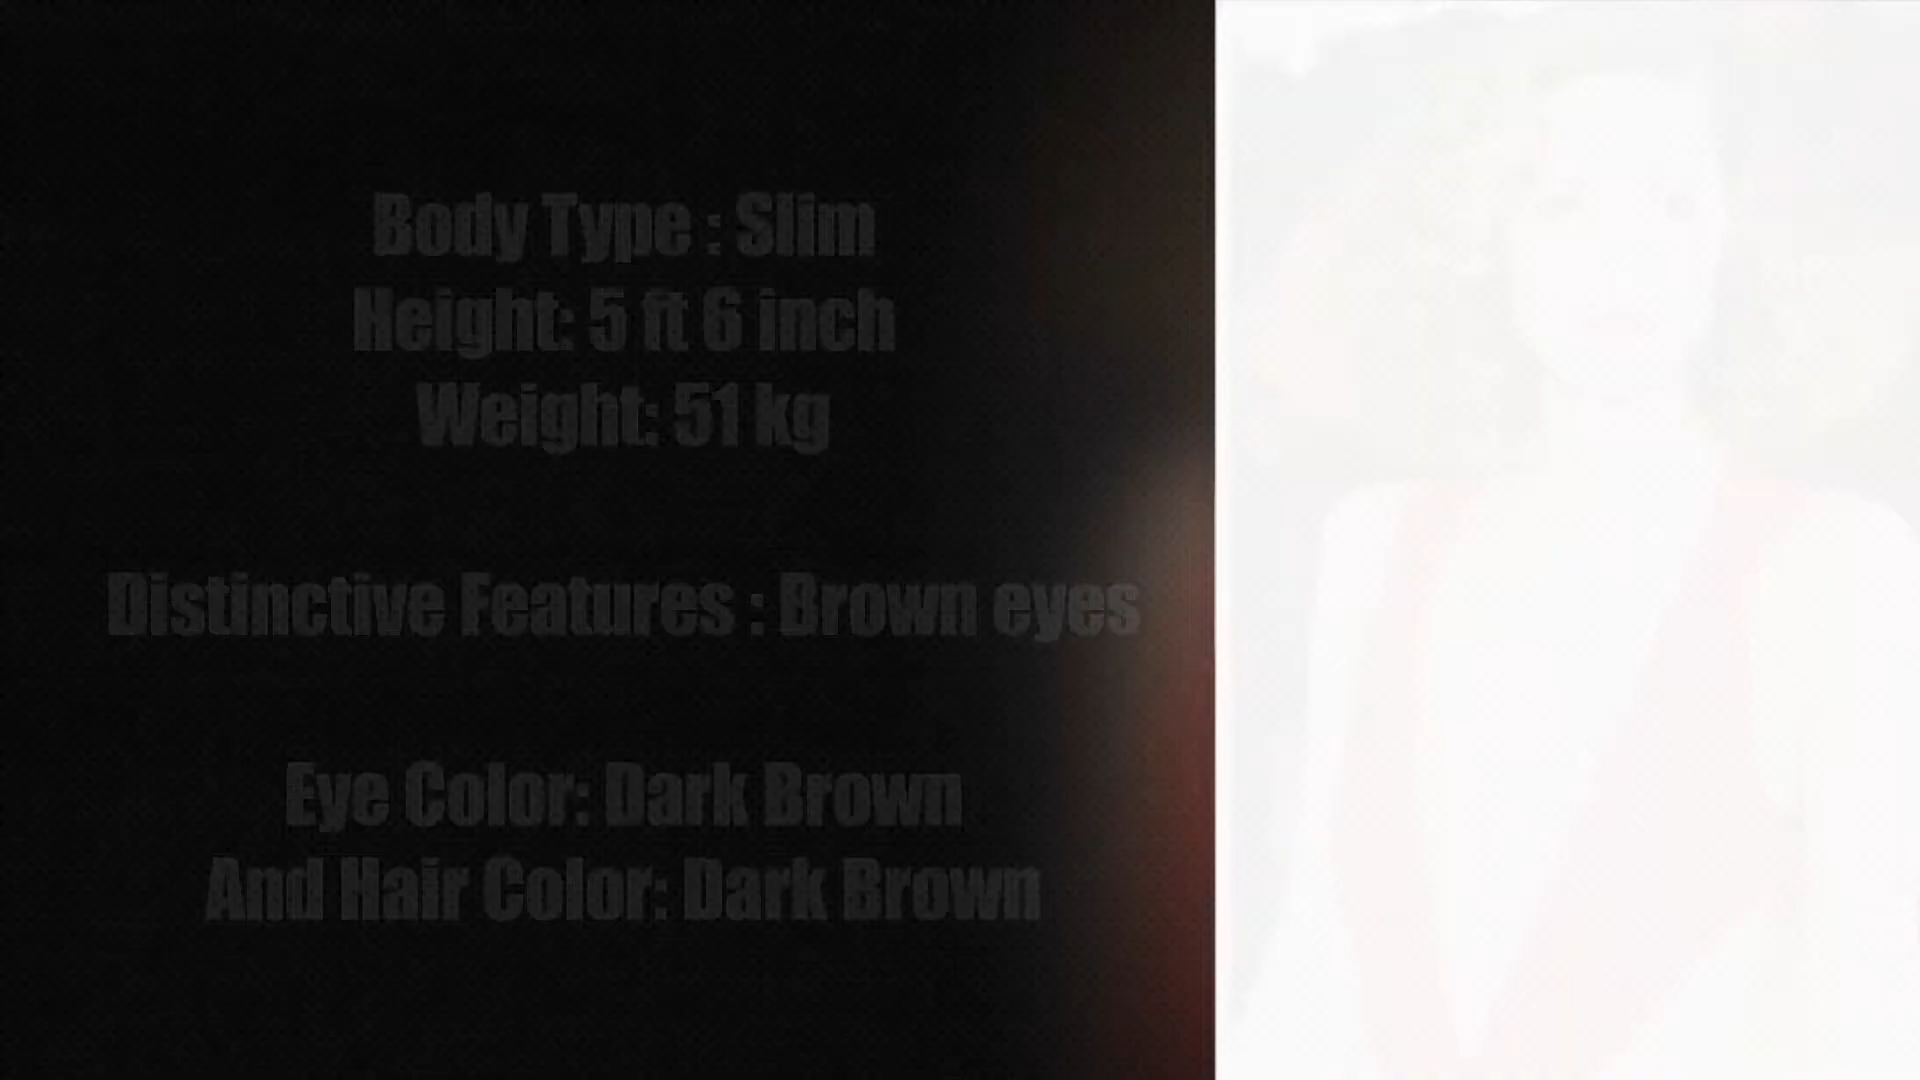 Body Type : Slim
Height: 5 ft 6 inch
Weight: 51 kg
Distinctive Features : Brown eyes
Eye Color: Dark Brown
And Hair Color: Dark Brown